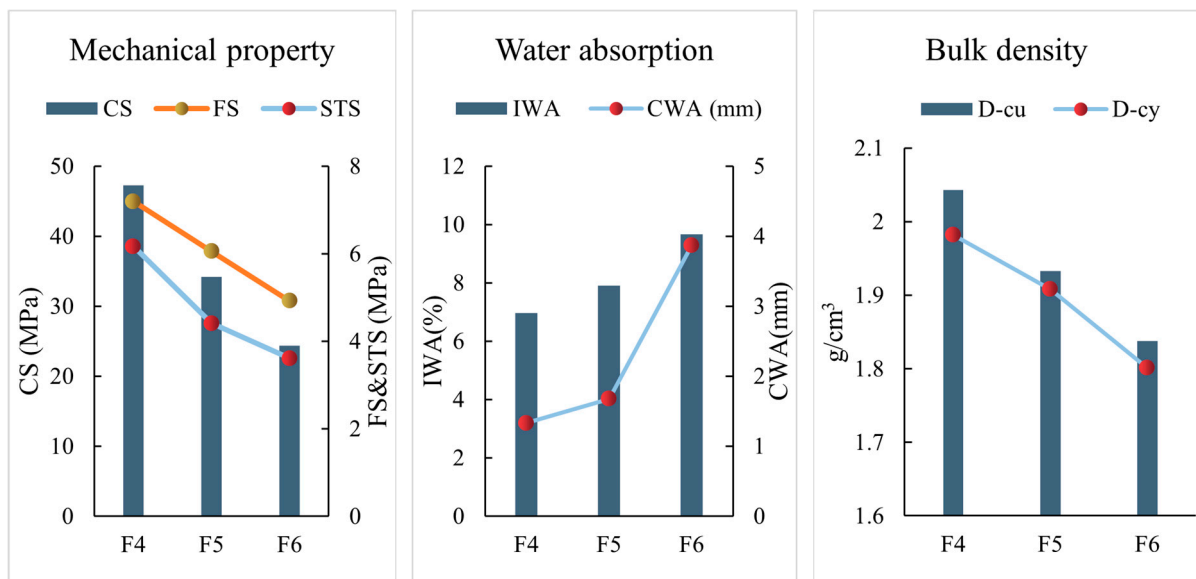 Mechanical property
CS FS STS
50
40
30
20
10
0
CS (MPa)
8
6
4
2
0
FS&STS (MPa)
F4 F5 F6
Water absorption
IWA CWA (mm)
12
10
8
6
4
2
0
IWA(%)
5
4
3
2
1
0
CWA(mm)
F4 F5 F6
Bulk density
D-cu D-cy
2.1
2
1.9
1.8
1.7
1.6
g/cm³
F4 F5 F6